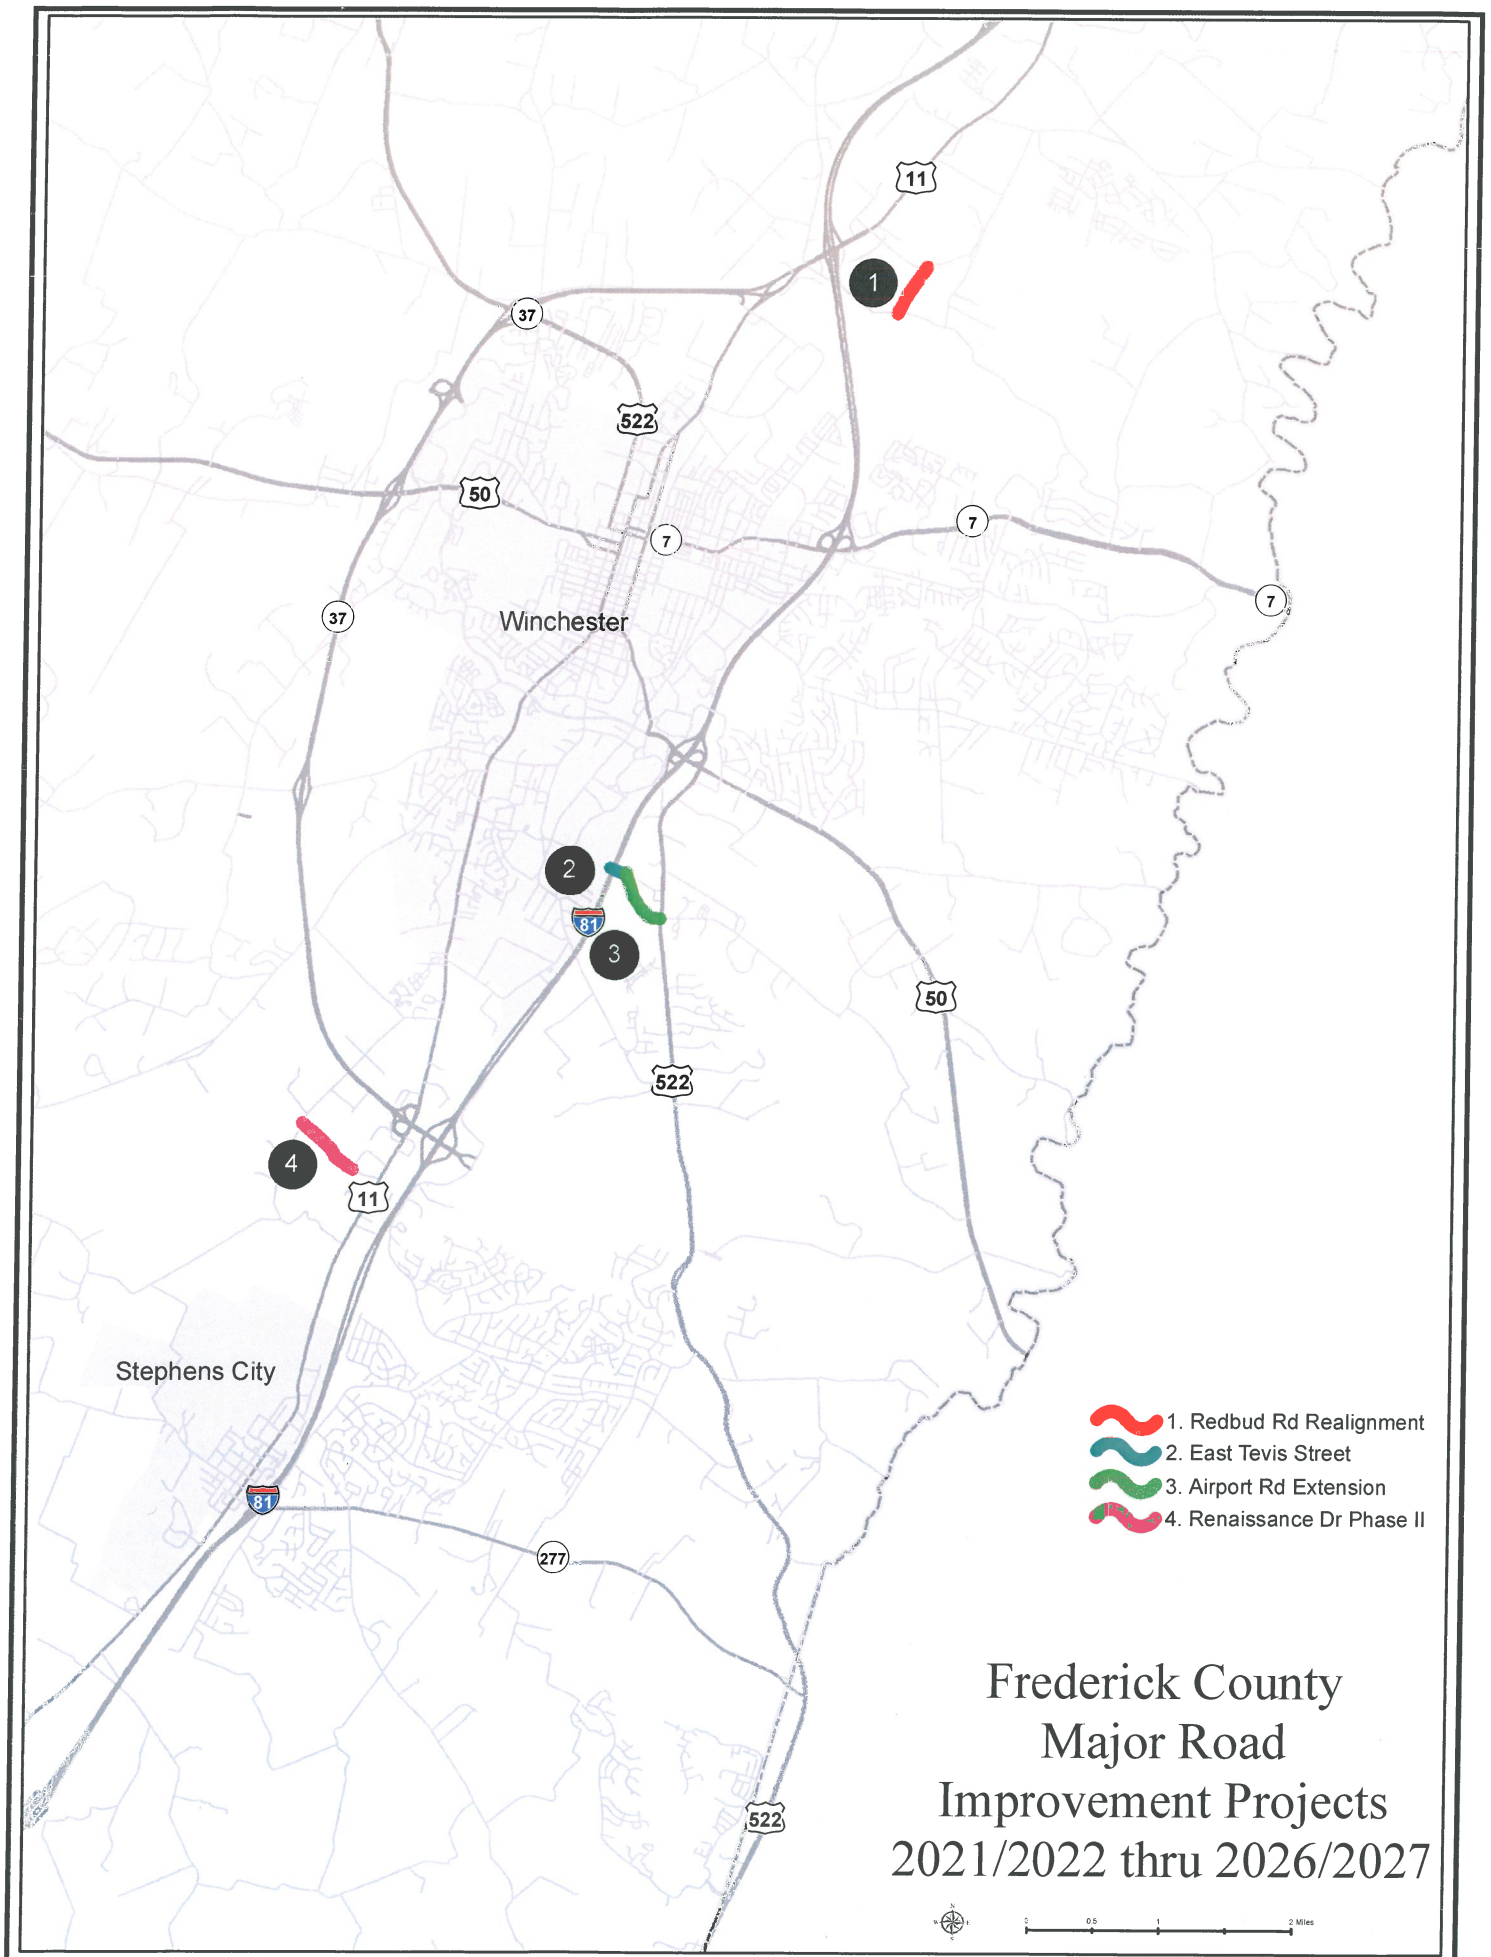 11
1
37
522
50
7
7
7
37
Winchester
2
81
3
50
522
4
11
Stephens City
1. Redbud Rd Realignment
2. East Tevis Street
3. Airport Rd Extension
4. Renaissance Dr Phase II
81
277
Frederick County
Major Road
Improvement Projects
2021/2022 thru 2026/2027
522
N
W E
S
0.5 1 2 Miles